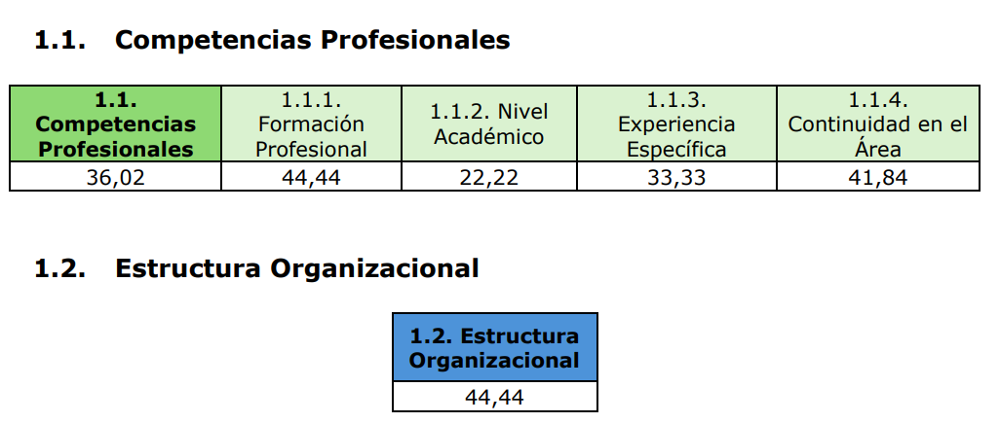 1.1. Competencias Profesionales
1.1.
Competencias
Profesionales
1.1.1.
Formación
Profesional
1.1.2. Nivel
Académico
1.1.3.
Experiencia
Específica
1.1.4.
Continuidad en el
Área
36,02
44,44
22,22
33,33
41,84
1.2. Estructura Organizacional
1.2. Estructura
Organizacional
44,44